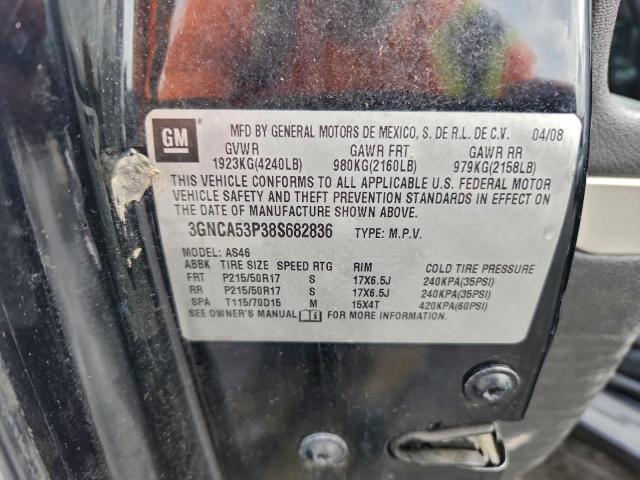 GM MFD BY GENERAL MOTORS DE MEXICO, S. DE R.L. DE C.V. 04/08
GVWR GAWR FRT GAWR RR
1923KG(4240LB) 980KG(2160LB) 979KG(2158LB)
THIS VEHICLE CONFORMS TO ALL APPLICABLE U.S. FEDERAL MOTOR
VEHICLE SAFETY AND THEFT PREVENTION STANDARDS IN EFFECT ON
THE DATE OF MANUFACTURE SHOWN ABOVE.
3GNCA53P38S682836 TYPE: M.P.V.
MODEL: AS46
ABBK TIRE SIZE SPEED RTG RIM COLD TIRE PRESSURE
FRT P215/50R17 S 17X6.5J 240KPA(35PSI)
RR P215/50R17 S 17X6.5J 240KPA(35PSI)
SPA T115/70D15 M 15X4T 420KPA(60PSI)
SEE OWNER'S MANUAL FOR MORE INFORMATION.